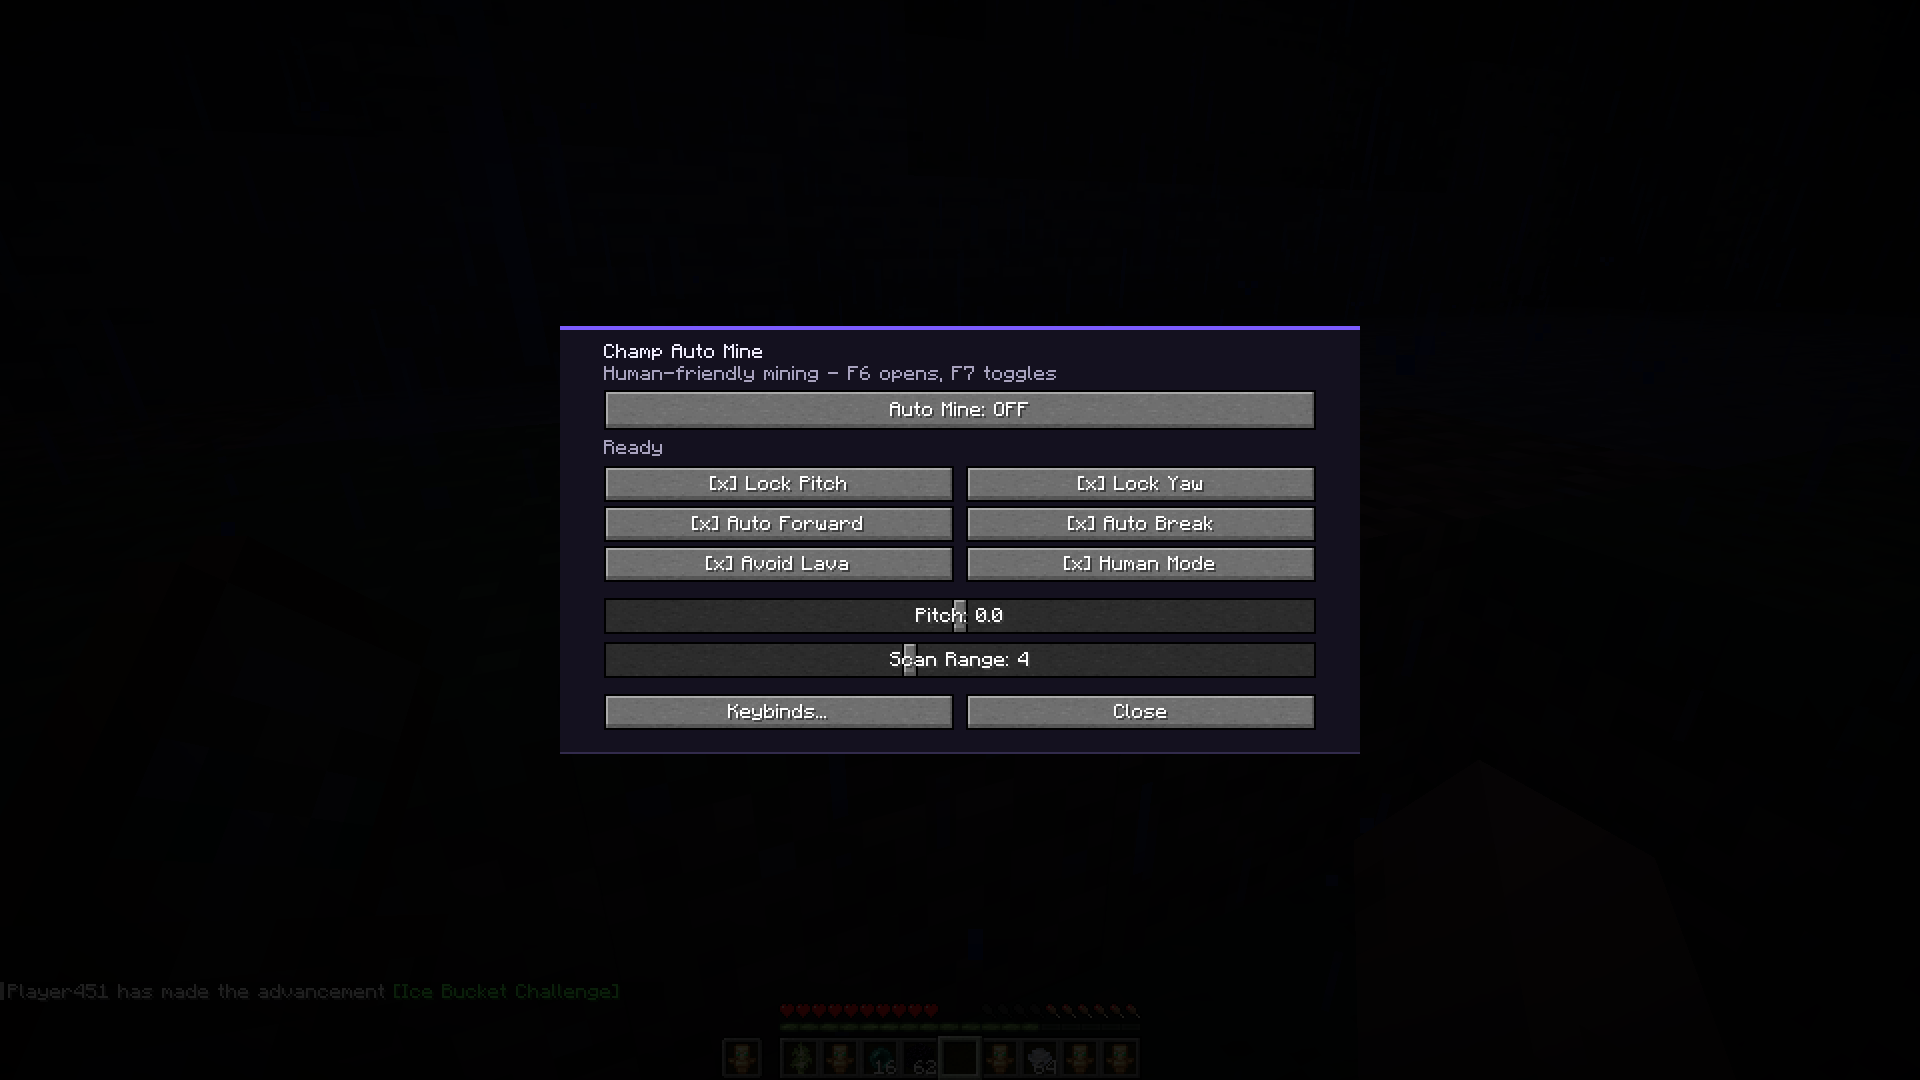 Champ Auto Mine
Human-friendly mining - F6 opens, F7 toggles
Auto Mine: OFF
Ready
[x] Lock Pitch
[x] Lock Yaw
[x] Auto Forward
[x] Auto Break
[x] Avoid Lava
[x] Human Mode
Pitch: 0.0
Scan Range: 4
Keybinds...
Close
Player451 has made the advancement [Ice Bucket Challenge]
16 62 64